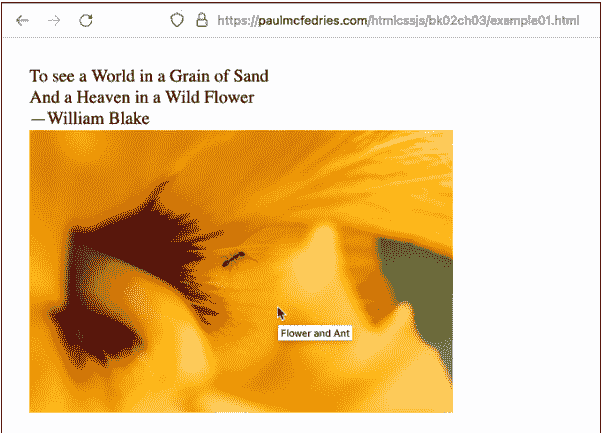 https://paulmcfedries.com/htmlcssjs/bk02ch03/example01.html
To see a World in a Grain of Sand
And a Heaven in a Wild Flower
—William Blake
Flower and Ant